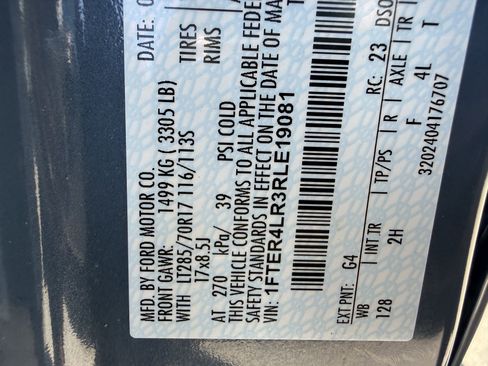 MFD. BY FORD MOTOR CO.
DATE:
FRONT GAWR: 1499 KG ( 3305 LB)
WITH LT285/70R17 116/113S TIRES
17x8.5J RIMS
AT 270 kPa/ 39 PSI COLD
THIS VEHICLE CONFORMS TO ALL APPLICABLE FEDE
SAFETY STANDARDS IN EFFECT ON THE DATE OF MA
VIN: 1FTER4LR3RLE19081
EXT PNT: G4 RC: 23 DSO
WB INT TR TP/PS R AXLE TR
128 2H F 4L T
3202404176707